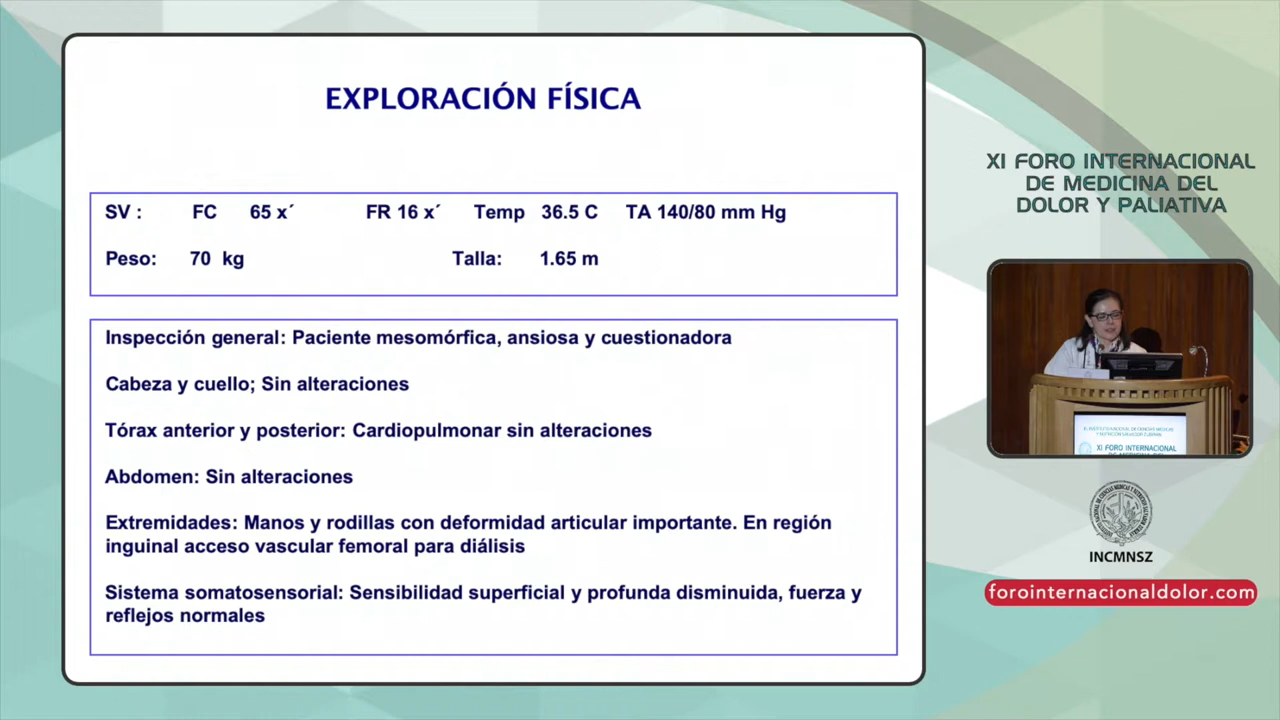 EXPLORACIÓN FÍSICA
SV : FC 65 x´ FR 16 x´ Temp 36.5 C TA 140/80 mm Hg
Peso: 70 kg Talla: 1.65 m
Inspección general: Paciente mesomórfica, ansiosa y cuestionadora
Cabeza y cuello; Sin alteraciones
Tórax anterior y posterior: Cardiopulmonar sin alteraciones
Abdomen: Sin alteraciones
Extremidades: Manos y rodillas con deformidad articular importante. En región
inguinal acceso vascular femoral para diálisis
Sistema somatosensorial: Sensibilidad superficial y profunda disminuida, fuerza y
reflejos normales
XI FORO INTERNACIONAL
DE MEDICINA DEL
DOLOR Y PALIATIVA
XI FORO INTERNACIONAL
INCMNSZ
forointernacionaldolor.com